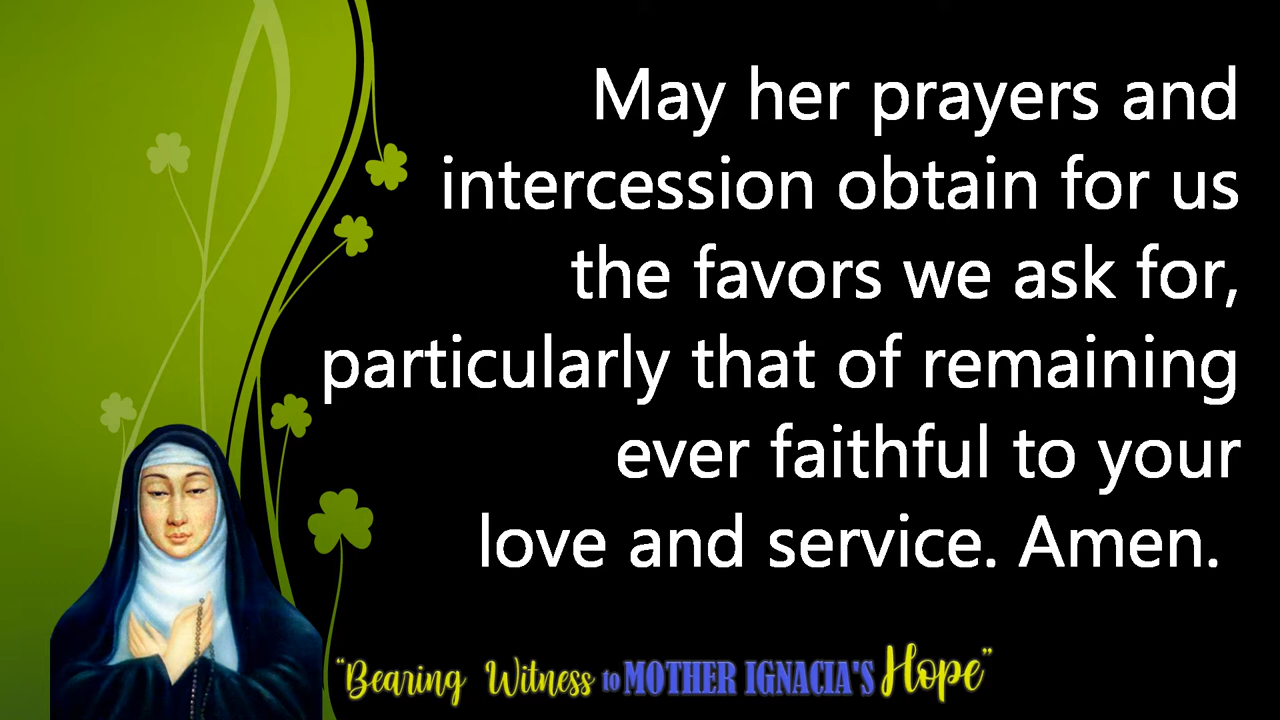 May her prayers and
intercession obtain for us
the favors we ask for,
particularly that of remaining
ever faithful to your
love and service. Amen.
"Bearing Witness to MOTHER IGNACIA'S Hope"